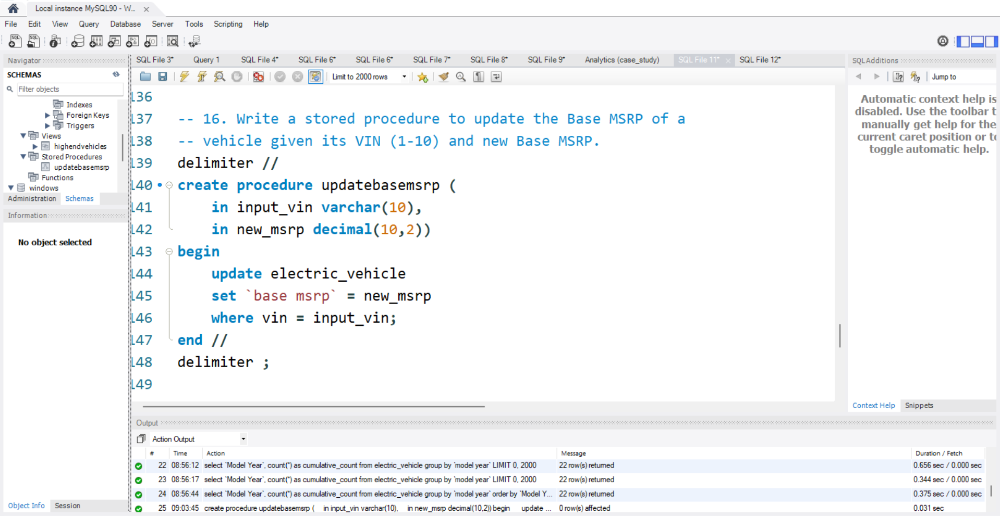 Local instance MySQL90 - W...
File Edit View Query Database Server Tools Scripting Help
Navigator
SCHEMAS
Filter objects
Indexes
Foreign Keys
Triggers
Views
highendvehicles
Stored Procedures
updatebasemsrp
Functions
windows
Administration Schemas
Information
No object selected
Object Info Session
SQL File 3* Query 1 SQL File 4* SQL File 6* SQL File 6* SQL File 7* SQL File 8* SQL File 9* Analytics (case_study) SQL File 11* SQL File 12*
Limit to 2000 rows
136
137 -- 16. Write a stored procedure to update the Base MSRP of a
138 -- vehicle given its VIN (1-10) and new Base MSRP.
139 delimiter //
140 create procedure updatebasemsrp (
141 in input_vin varchar(10),
142 in new_msrp decimal(10,2))
143 begin
144 update electric_vehicle
145 set `base msrp` = new_msrp
146 where vin = input_vin;
147 end //
148 delimiter ;
149
SQLAdditions
Jump to
Automatic context help is
disabled. Use the toolbar t
manually get help for the
current caret position or to
toggle automatic help.
Context Help Snippets
Output
Action Output
# Time Action Message Duration / Fetch
22 08:56:12 select `Model Year`, count(*) as cumulative_count from electric_vehicle group by `model year` LIMIT 0, 2000 22 row(s) returned 0.656 sec / 0.000 sec
23 08:56:17 select `Model Year`, count(*) as cumulative_count from electric_vehicle group by `model year` LIMIT 0, 2000 22 row(s) returned 0.344 sec / 0.000 sec
24 08:56:44 select `Model Year`, count(*) as cumulative_count from electric_vehicle group by `model year` order by `Model Y... 22 row(s) returned 0.375 sec / 0.000 sec
25 09:03:45 create procedure updatebasemsrp ( in input_vin varchar(10), in new_msrp decimal(10,2)) begin update ... 0 row(s) affected 0.031 sec